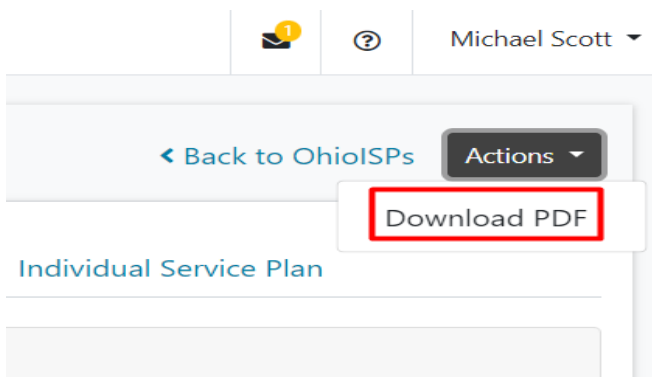 1
Michael Scott
Back to OhioISPs
Actions
Download PDF
Individual Service Plan